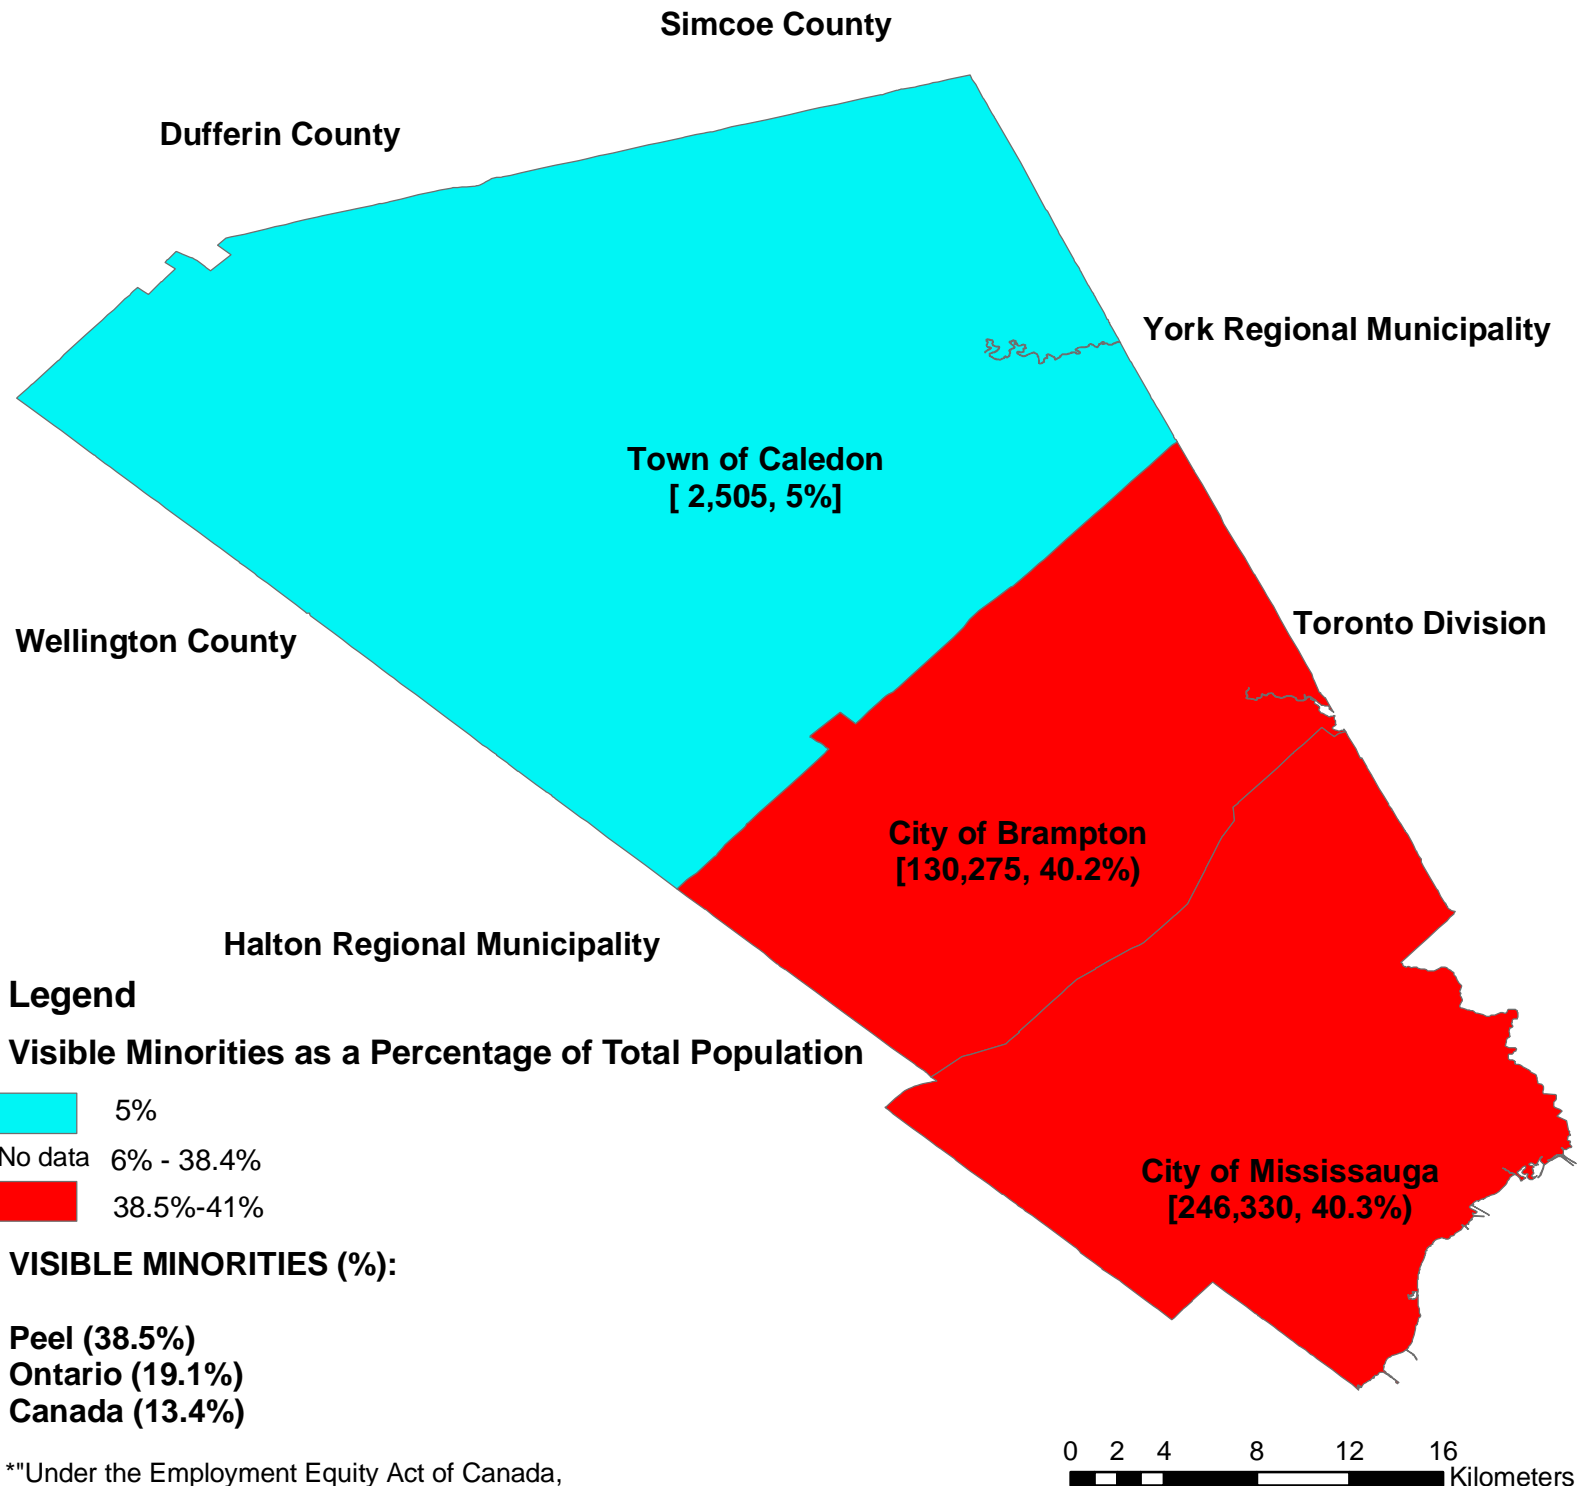 Simcoe County
Dufferin County
York Regional Municipality
Town of Caledon
[ 2,505, 5%]
Toronto Division
Wellington County
City of Brampton
[130,275, 40.2%)
Halton Regional Municipality
Legend
Visible Minorities as a Percentage of Total Population
5%
No data 6% - 38.4%
38.5%-41%
City of Mississauga
[246,330, 40.3%)
VISIBLE MINORITIES (%):
Peel (38.5%)
Ontario (19.1%)
Canada (13.4%)
*"Under the Employment Equity Act of Canada,
0 2 4 8 12 16
Kilometers